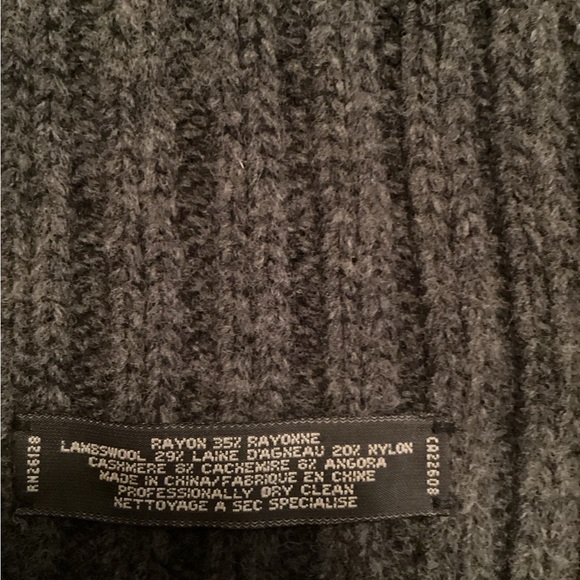 RN26128
RAYON 35% RAYONNE
LAMBSWOOL 29% LAINE D'AGNEAU 20% NYLON
CASHMERE 8% CACHEMIRE 8% ANGORA
MADE IN CHINA/FABRIQUE EN CHINE
PROFESSIONALLY DRY CLEAN
NETTOYAGE A SEC SPECIALISE
CA22608